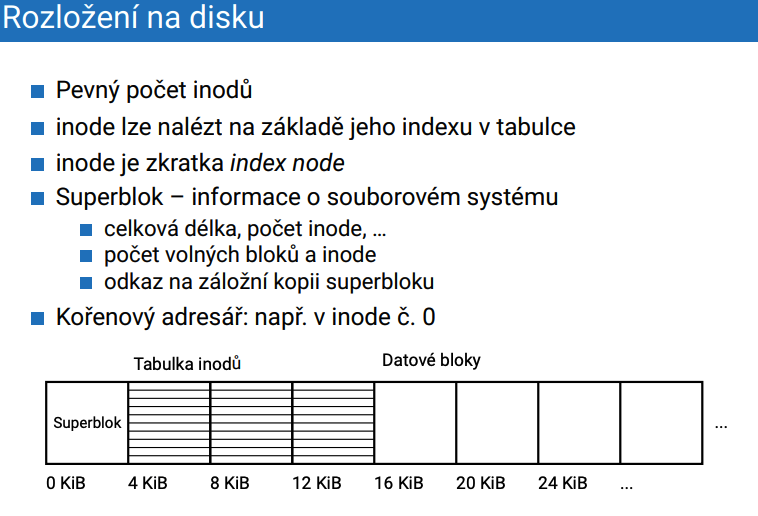 Rozložení na disku
Pevný počet inodů
inode lze nalézt na základě jeho indexu v tabulce
inode je zkratka index node
Superblok – informace o souborovém systému
celková délka, počet inode, ...
počet volných bloků a inode
odkaz na záložní kopii superbloku
Kořenový adresář: např. v inode č. 0
Tabulka inodů
Datové bloky
Superblok
...
0 KiB
4 KiB
8 KiB
12 KiB
16 KiB
20 KiB
24 KiB
...